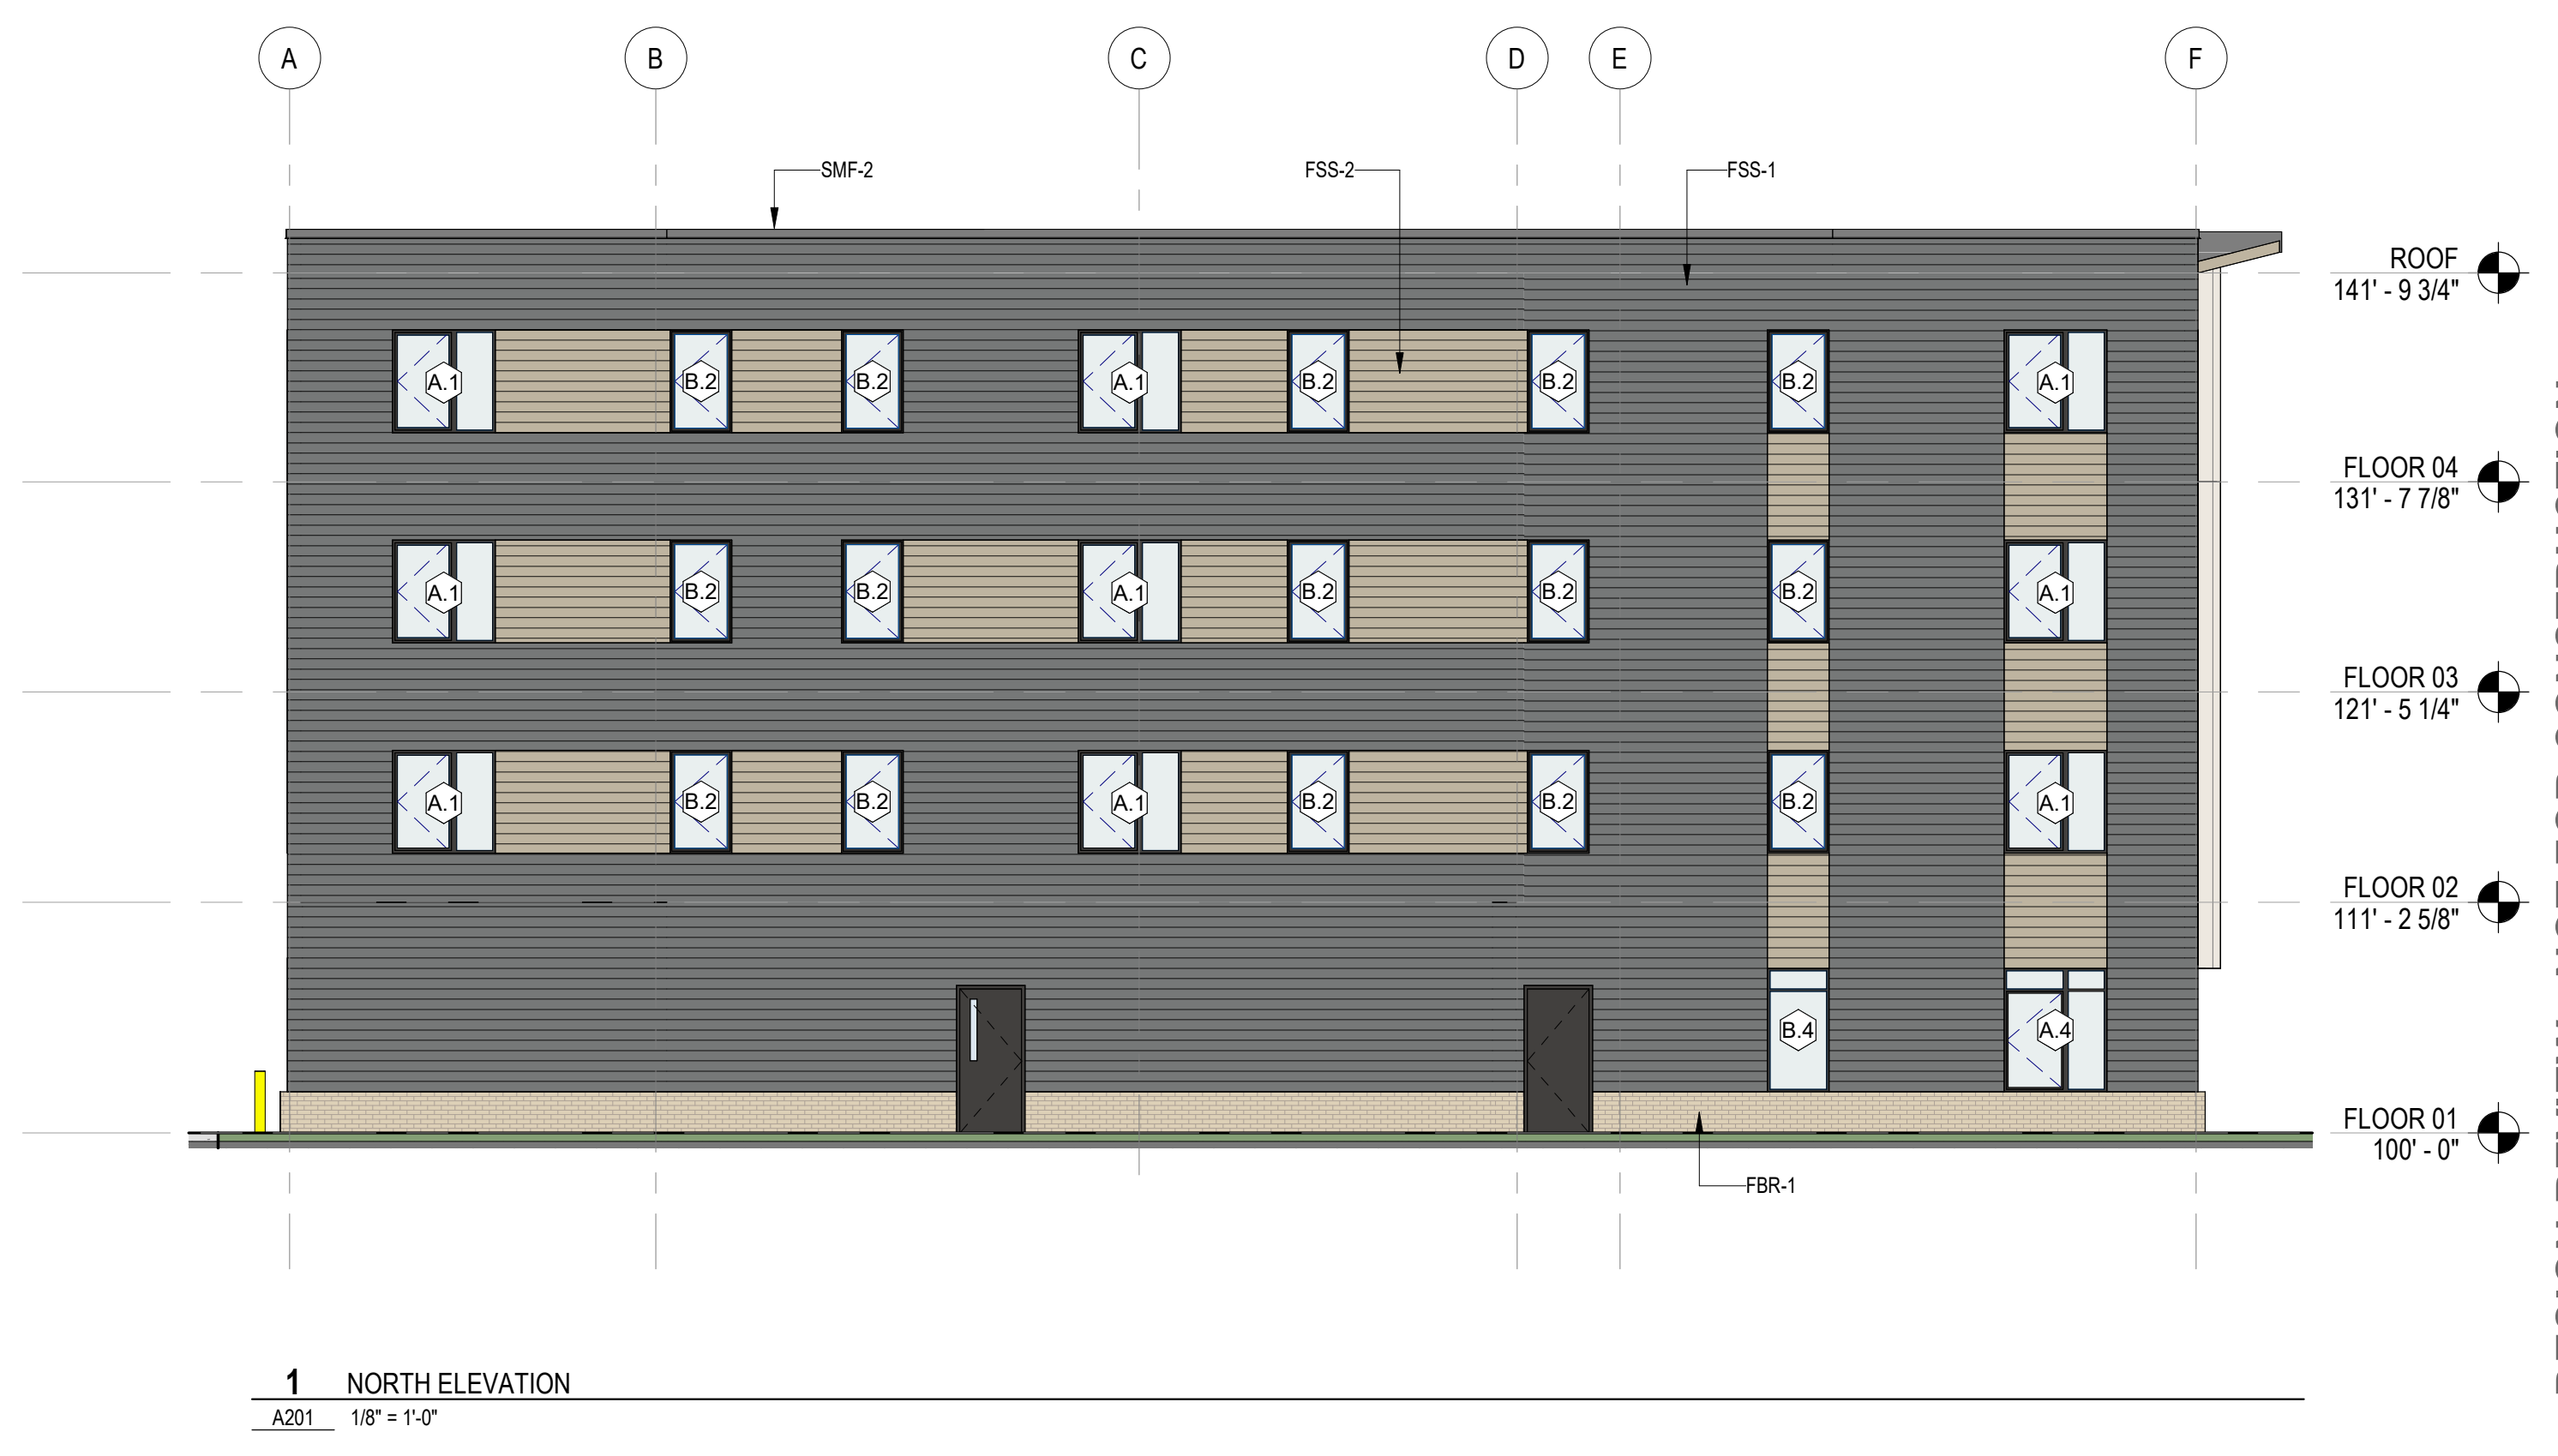 A B C D E F
SMF-2 FSS-2 FSS-1
ROOF
141' - 9 3/4"
A.1 B.2 B.2 A.1 B.2 B.2 B.2 A.1
FLOOR 04
131' - 7 7/8"
A.1 B.2 B.2 A.1 B.2 B.2 B.2 A.1
FLOOR 03
121' - 5 1/4"
A.1 B.2 B.2 A.1 B.2 B.2 B.2 A.1
FLOOR 02
111' - 2 5/8"
B.4 A.4
FLOOR 01
100' - 0"
FBR-1
1 NORTH ELEVATION
A201 1/8" = 1'-0"